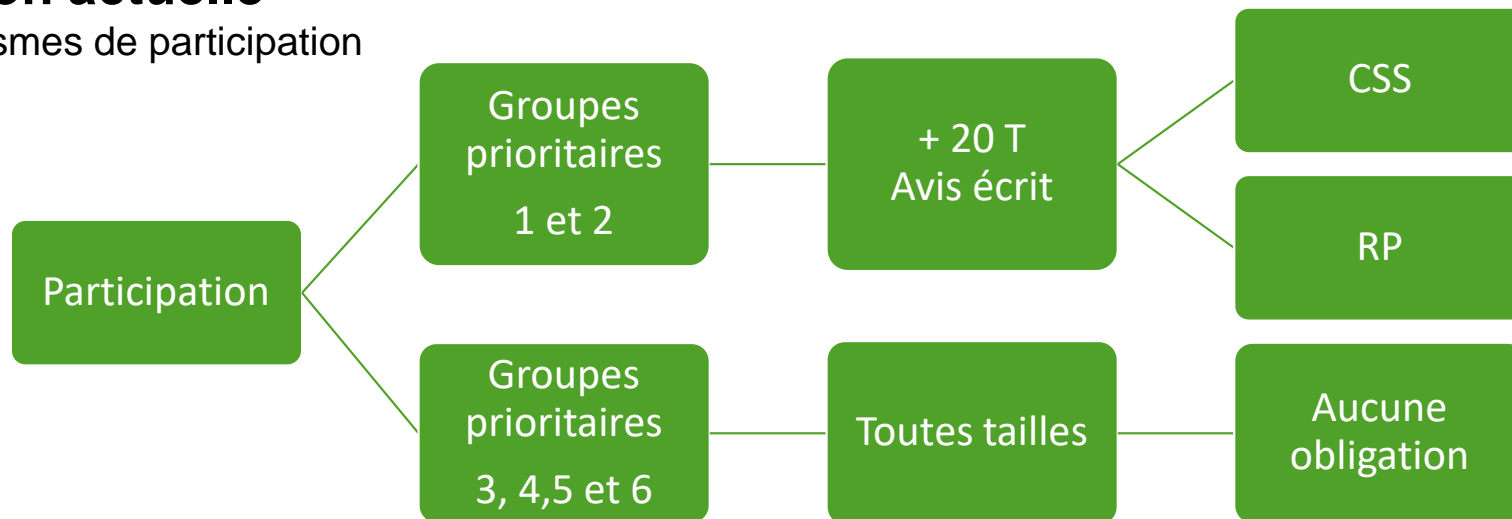 smes de participation
Participation
Groupes
prioritaires
1 et 2
+ 20 T
Avis écrit
CSS
RP
Groupes
prioritaires
3, 4,5 et 6
Toutes tailles
Aucune
obligation